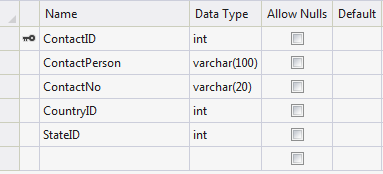 Name Data Type Allow Nulls Default
ContactID int
ContactPerson varchar(100)
ContactNo varchar(20)
CountryID int
StateID int